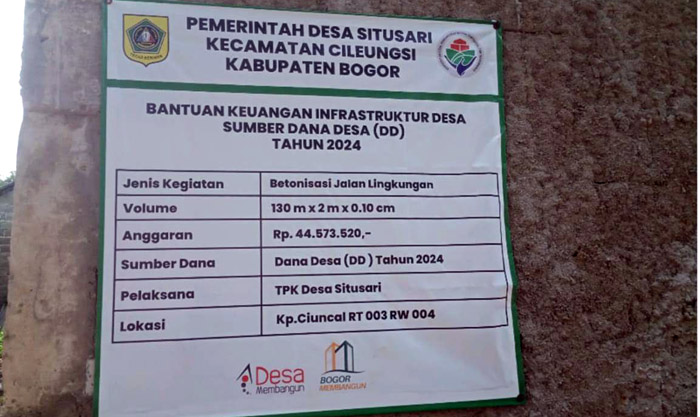 PEMERINTAH DESA SITUSARI
KECAMATAN CILEUNGSI
KABUPATEN BOGOR
BANTUAN KEUANGAN INFRASTRUKTUR DESA
SUMBER DANA DESA (DD)
TAHUN 2024
Jenis Kegiatan Betonisasi Jalan Lingkungan
Volume 130 m x 2 m x 0.10 cm
Anggaran Rp. 44.573.520,-
Sumber Dana Dana Desa (DD ) Tahun 2024
Pelaksana TPK Desa Situsari
Lokasi Kp.Ciuncal RT 003 RW 004
Desa
Membangun
BOGOR
MEMBANGUN